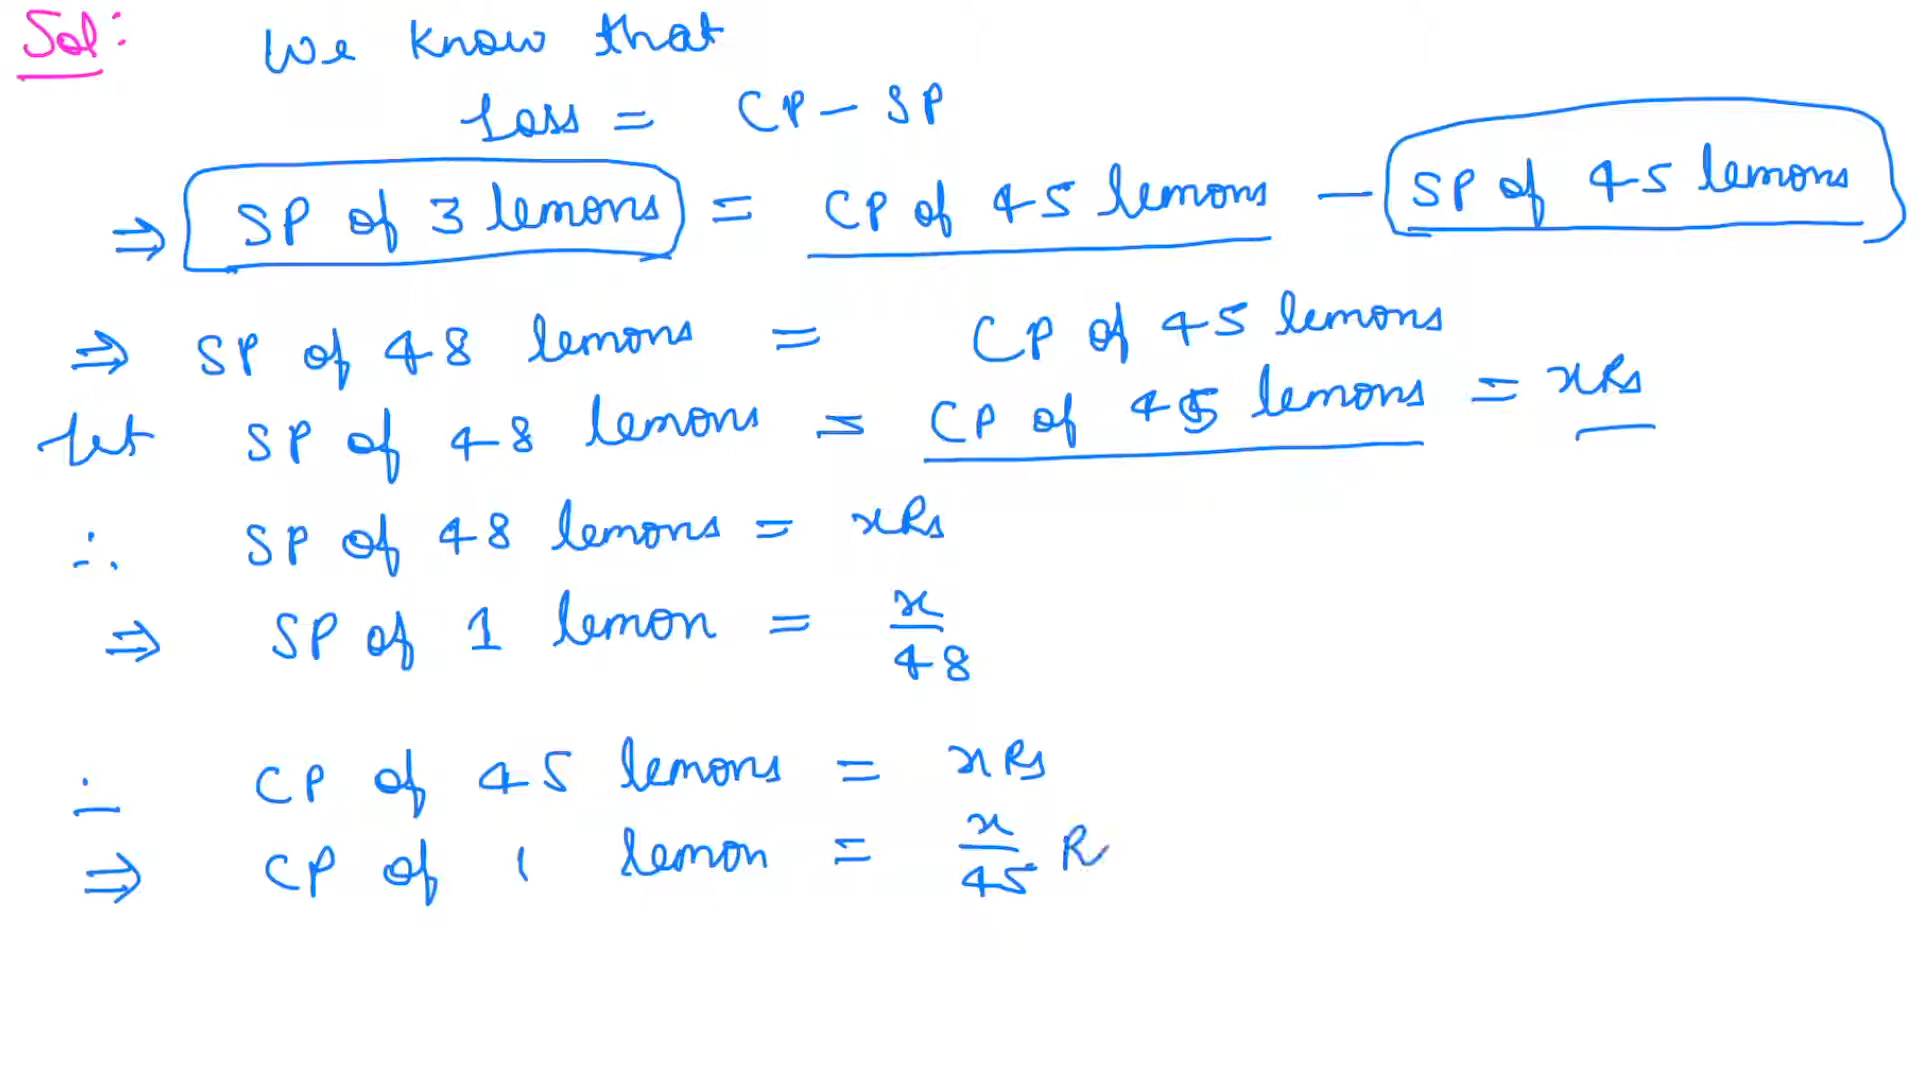 Sol:
We know that
Loss = CP - SP
⇒ SP of 3 lemons = CP of 45 lemons - SP of 45 lemons
⇒ SP of 48 lemons = CP of 45 lemons
Let SP of 48 lemons = CP of 45 lemons = x Rs
∴ SP of 48 lemons = x Rs
⇒ SP of 1 lemon = x/48
∴ CP of 45 lemons = x Rs
⇒ CP of 1 lemon = x/45 R